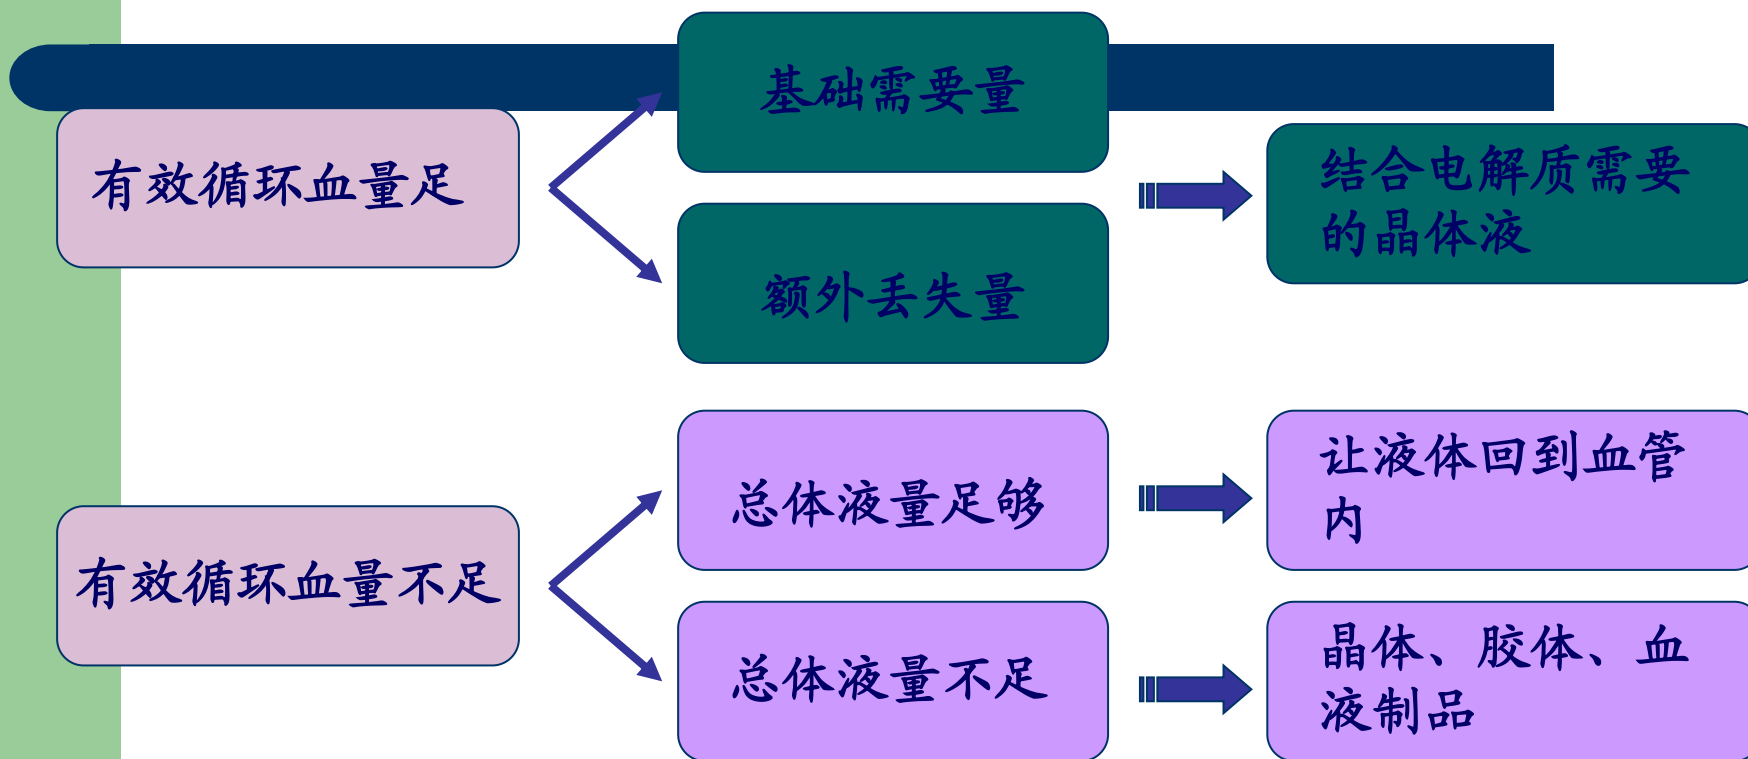 基础需要量
有效循环血量足
结合电解质需要
的晶体液
额外丢失量
总体液量足够
让液体回到血管
内
有效循环血量不足
总体液量不足
晶体、胶体、血
液制品